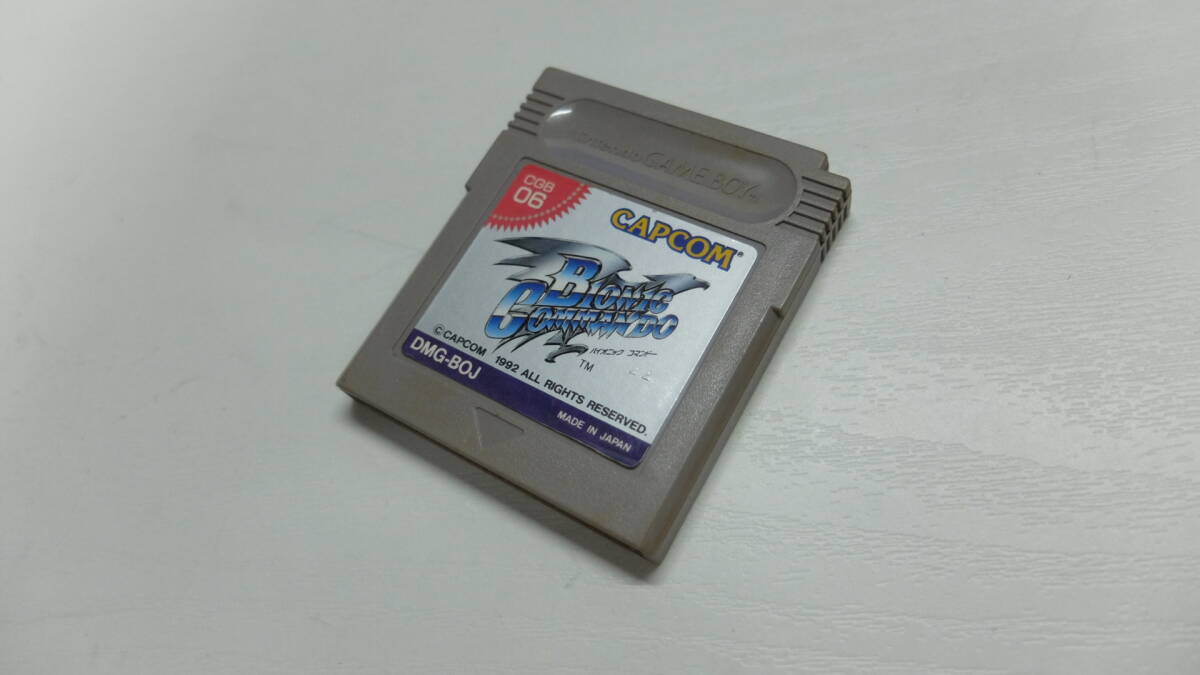 Nintendo GAME BOY™
CGB
06
CAPCOM®
BIONIC
COMMANDO
バイオニック コマンドー
TM
©CAPCOM 1992 ALL RIGHTS RESERVED.
DMG-BOJ
MADE IN JAPAN